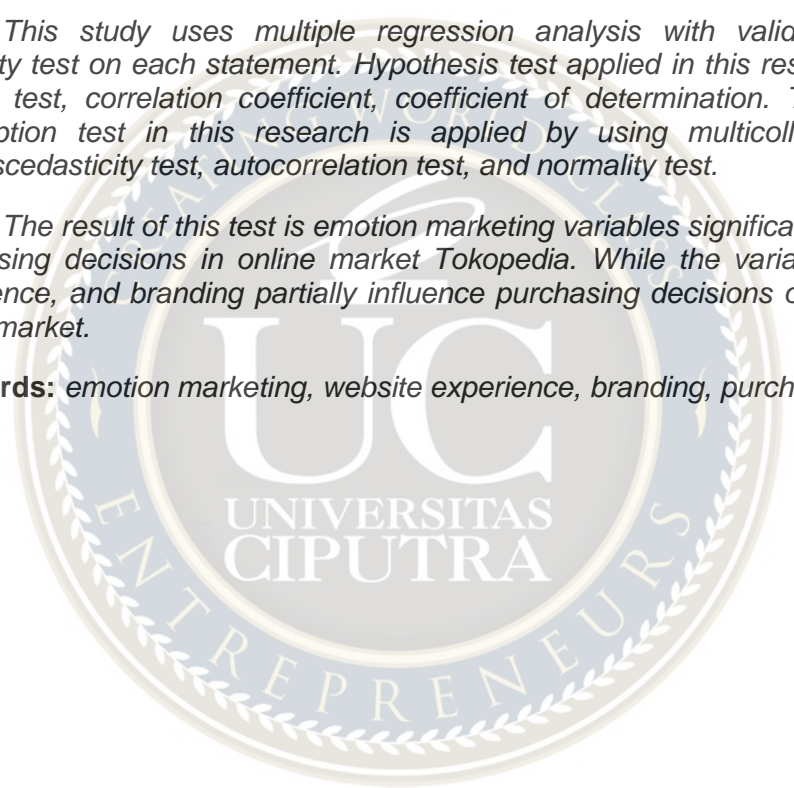 This study uses multiple regression analysis with valid
ty test on each statement. Hypothesis test applied in this res
test, correlation coefficient, coefficient of determination. T
ption test in this research is applied by using multicoll
scedasticity test, autocorrelation test, and normality test.
The result of this test is emotion marketing variables significa
sing decisions in online market Tokopedia. While the varia
ence, and branding partially influence purchasing decisions o
market.
rds: emotion marketing, website experience, branding, purch
CREATING WORLD CLASS
UC
UNIVERSITAS
CIPUTRA
ENTREPRENEURS